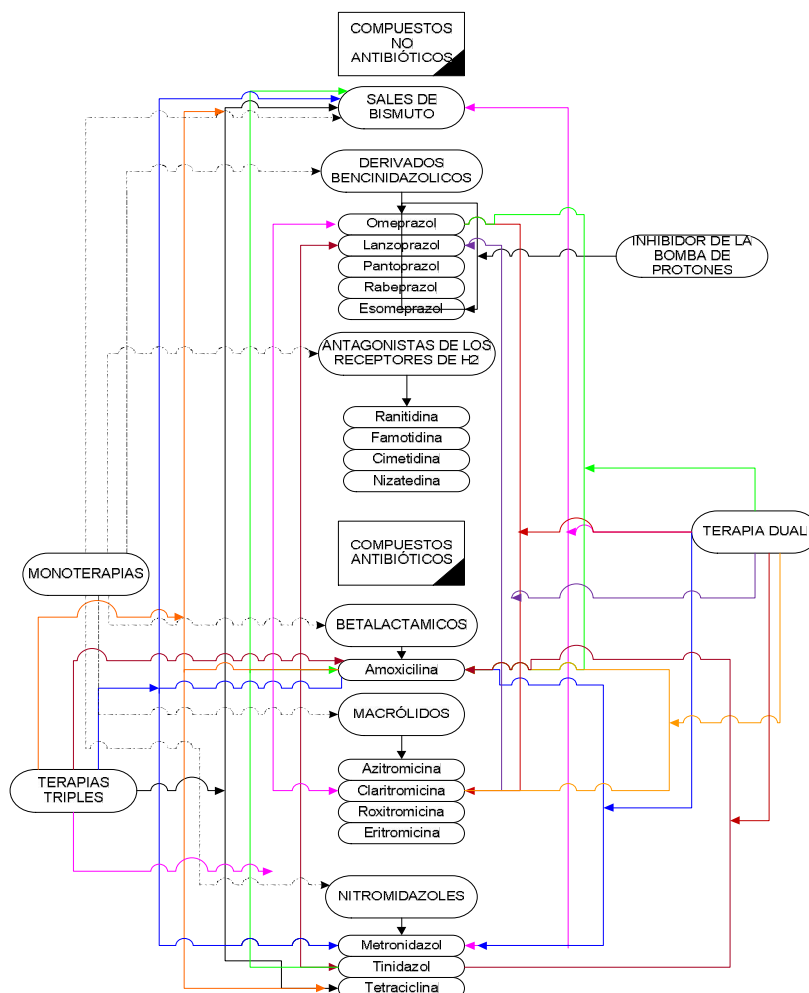 COMPUESTOS
NO
ANTIBIÓTICOS
SALES DE
BISMUTO
DERIVADOS
BENCINIDAZOLICOS
Omeprazol
Lanzoprazol
Pantoprazol
Rabeprazol
Esomeprazol
INHIBIDOR DE LA
BOMBA DE
PROTONES
ANTAGONISTAS DE LOS
RECEPTORES DE H2
Ranitidina
Famotidina
Cimetidina
Nizatedina
COMPUESTOS
ANTIBIÓTICOS
TERAPIA DUAL
MONOTERAPIAS
BETALACTAMICOS
Amoxicilina
MACRÓLIDOS
Azitromicina
Claritromicina
Roxitromicina
Eritromicina
TERAPIAS
TRIPLES
NITROMIDAZOLES
Metronidazol
Tinidazol
Tetraciclina